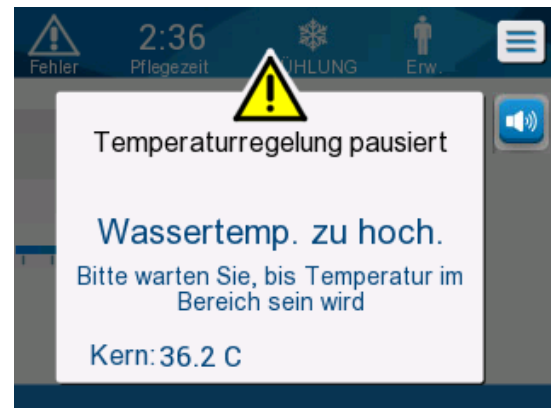 2:36
Fehler
Pflegezeit
ÜHLUNG
Erw.
Temperaturregelung pausiert
Wassertemp. zu hoch.
Bitte warten Sie, bis Temperatur im
Bereich sein wird
Kern: 36.2 C